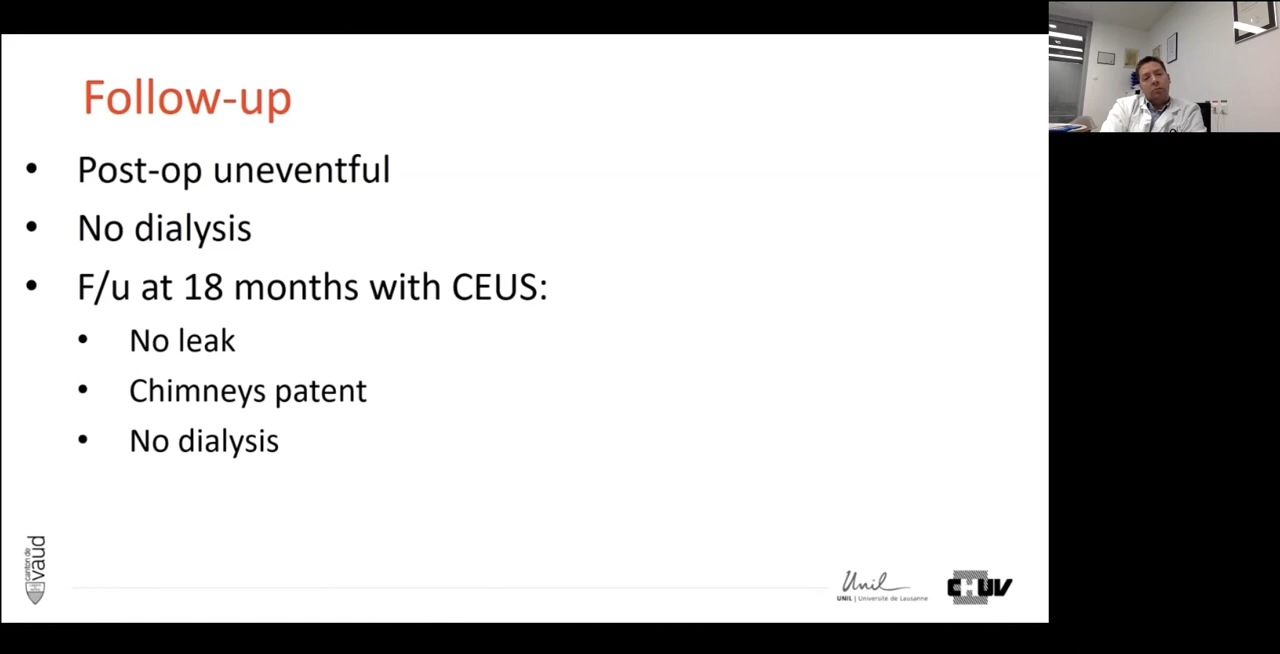 Follow-up
• Post-op uneventful
• No dialysis
• F/u at 18 months with CEUS:
• No leak
• Chimneys patent
• No dialysis
canton de
vaud
Unil
UNIL | Université de Lausanne
CHUV